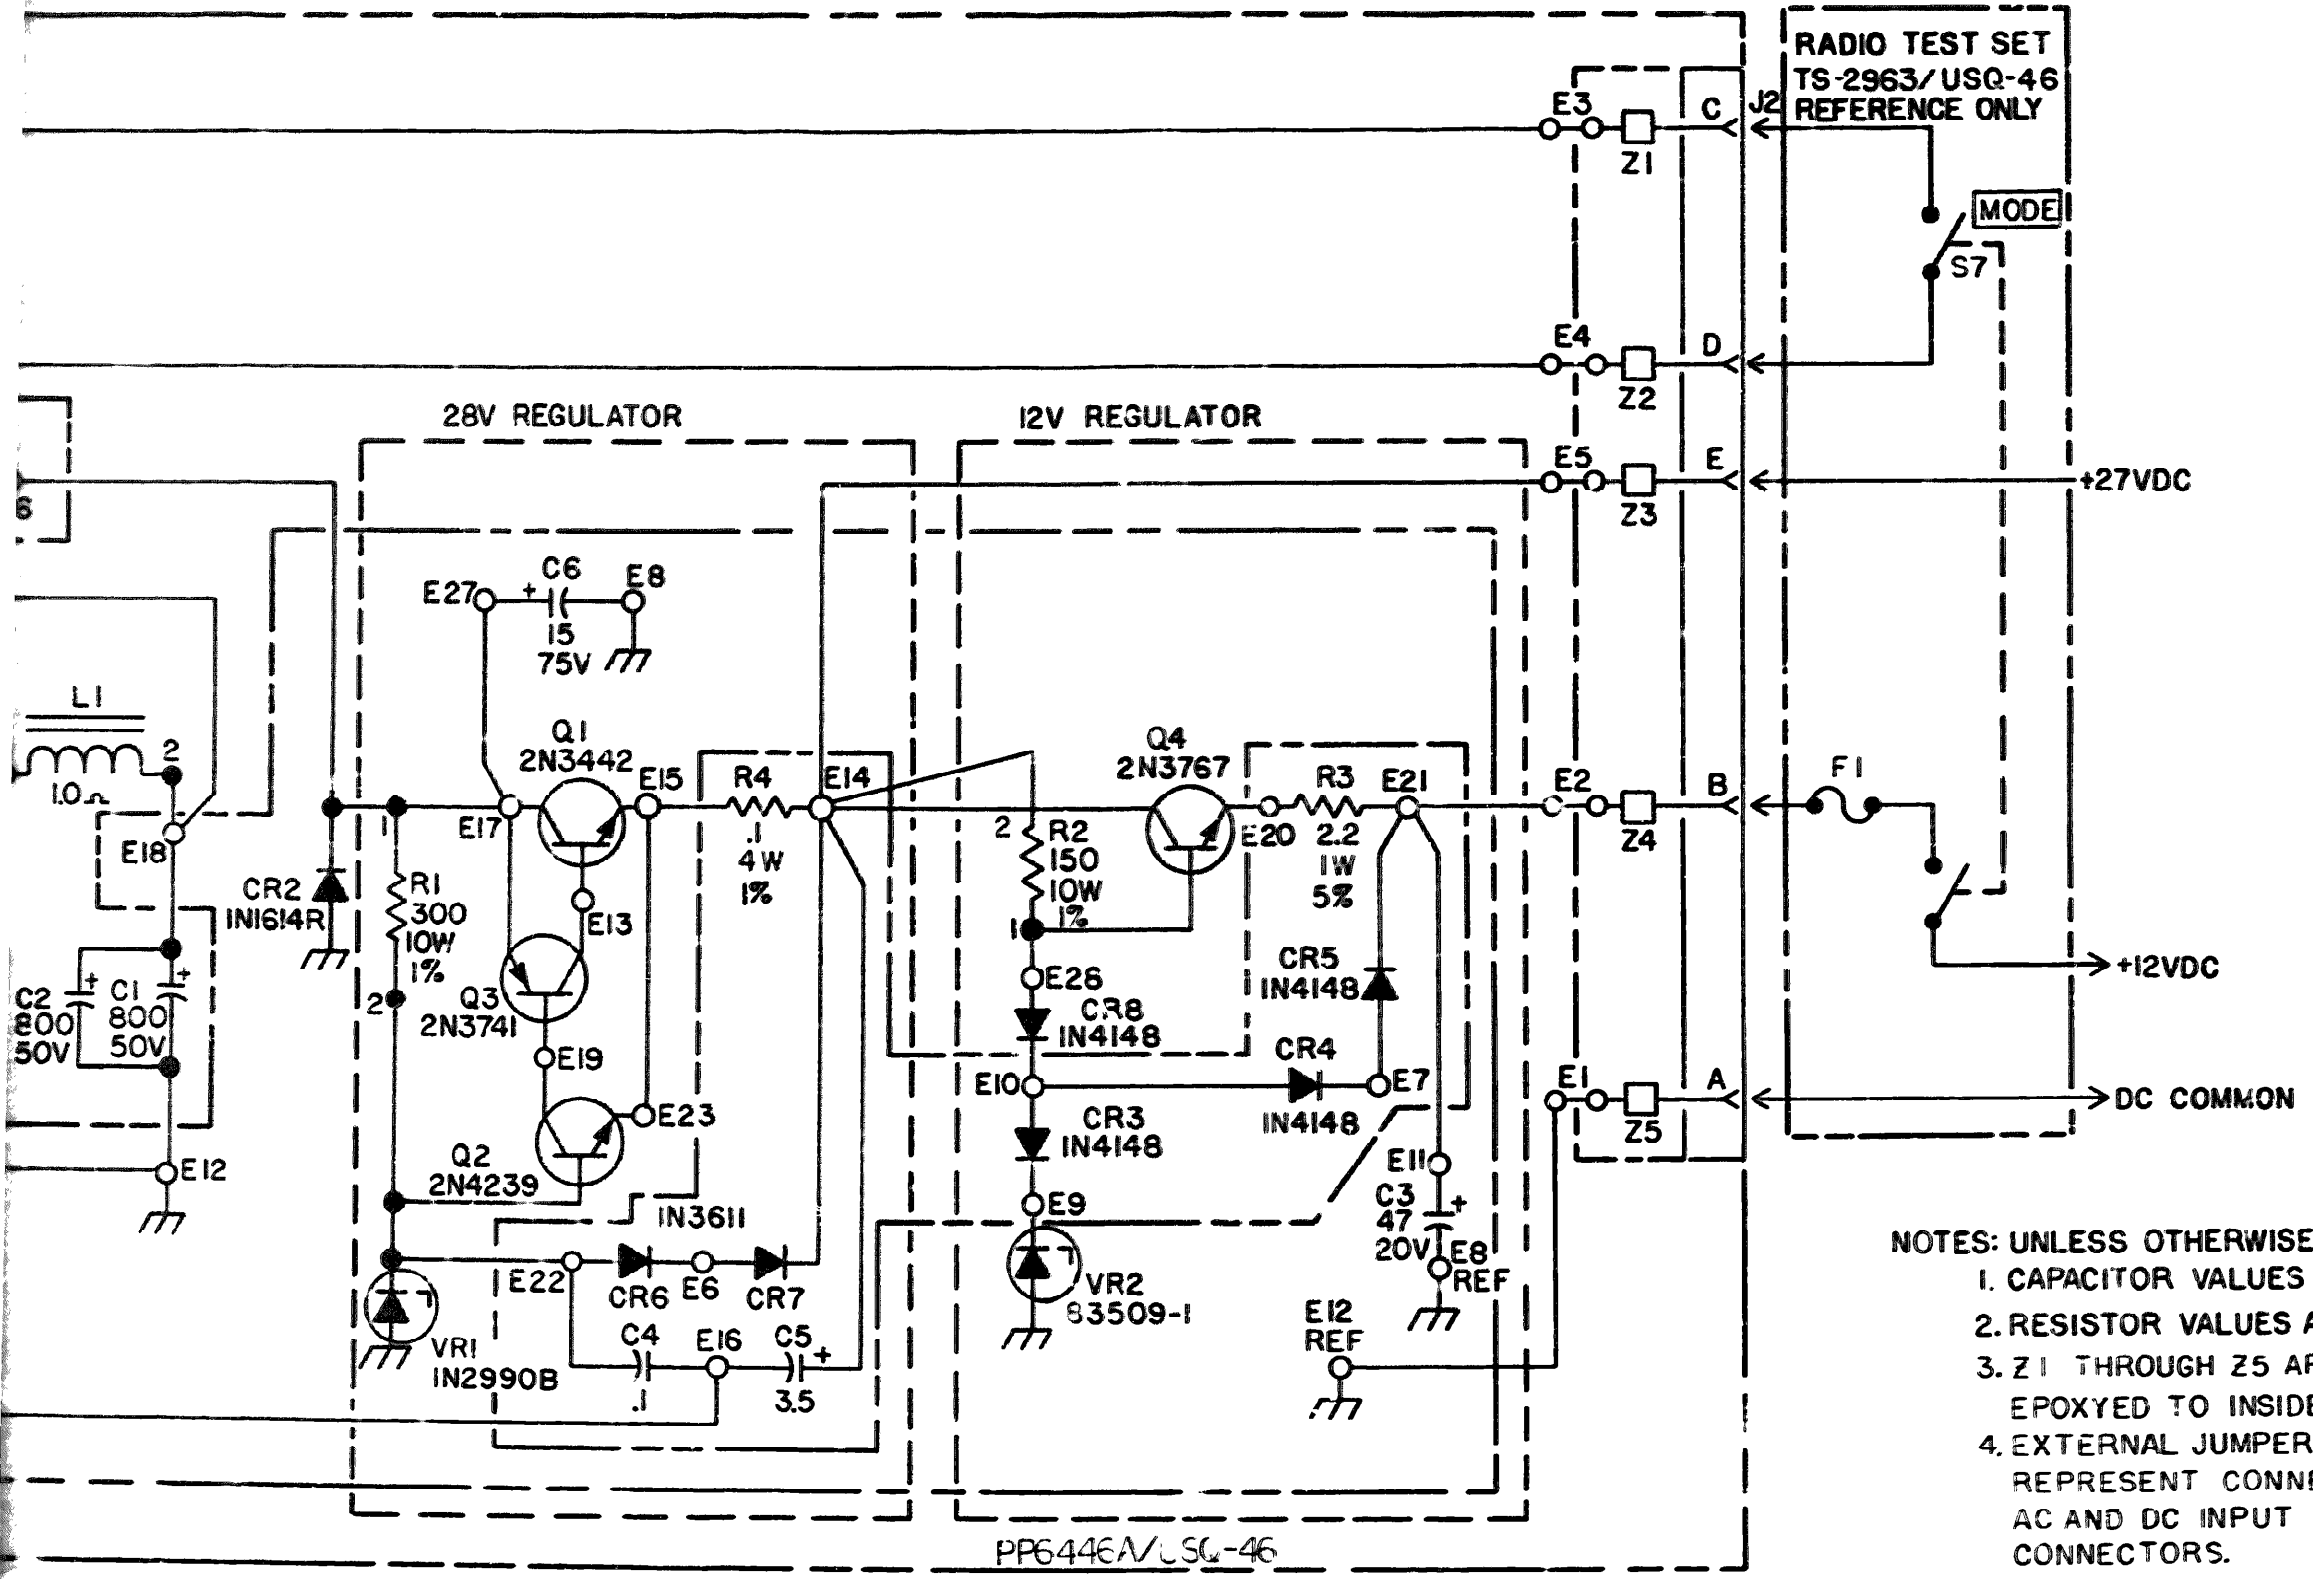 RADIO TEST SET
TS-2963/USQ-46
REFERENCE ONLY
E3
C
J2
Z1
MODE
S7
E4
D
Z2
28V REGULATOR
12V REGULATOR
E5
E
Z3
+27VDC
6
E27
+
C6
E8
15
75V
L1
2
1.0Ω
E18
Q1
2N3442
E15
R4
E14
.1
4W
1%
1
E17
CR2
1N1614R
R1
300
10W
1%
2
E13
Q3
2N3741
E19
E23
Q2
2N4239
C2
800
50V
+
C1
800
50V
+
E12
1N3611
E22
CR6
E6
CR7
VR1
1N2990B
C4
.1
E16
C5
+
3.5
Q4
2N3767
2
R2
150
10W
1%
1
E20
R3
2.2
1W
5%
E21
E28
CR8
1N4148
CR5
1N4148
E10
CR4
1N4148
E7
CR3
1N4148
E9
VR2
83509-1
E11
C3
47
20V
+
E8
REF
E12
REF
E2
B
Z4
F1
+12VDC
E1
A
Z5
DC COMMON
NOTES: UNLESS OTHERWISE
1. CAPACITOR VALUES
2. RESISTOR VALUES A
3. Z1 THROUGH Z5 AR
EPOXYED TO INSIDE
4. EXTERNAL JUMPER
REPRESENT CONNE
AC AND DC INPUT
CONNECTORS.
PP6446A/USQ-46